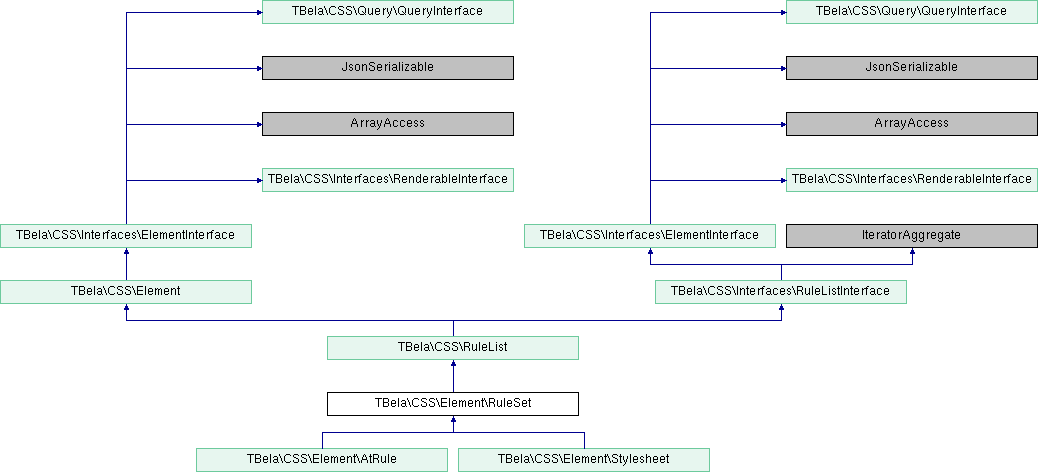 TBela\CSS\Query\QueryInterface
TBela\CSS\Query\QueryInterface
JsonSerializable
JsonSerializable
ArrayAccess
ArrayAccess
TBela\CSS\Interfaces\RenderableInterface
TBela\CSS\Interfaces\RenderableInterface
TBela\CSS\Interfaces\ElementInterface
TBela\CSS\Interfaces\ElementInterface
IteratorAggregate
TBela\CSS\Element
TBela\CSS\Interfaces\RuleListInterface
TBela\CSS\RuleList
TBela\CSS\Element\RuleSet
TBela\CSS\Element\AtRule
TBela\CSS\Element\Stylesheet